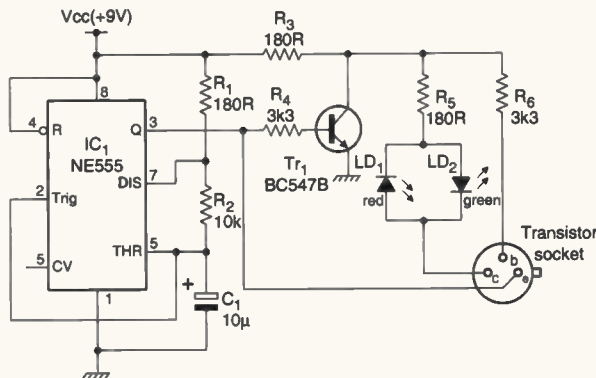 Vcc(+9V)
R3
180R
R1
180R
R4
3k3
R5
180R
R6
3k3
8
4
R
Q
3
IC1
NE555
DIS
7
2
Trig
R2
10k
THR
5
5
CV
1
Tr1
BC547B
LD1
LD2
red
green
+
C1
10µ
Transistor
socket
b
c
e